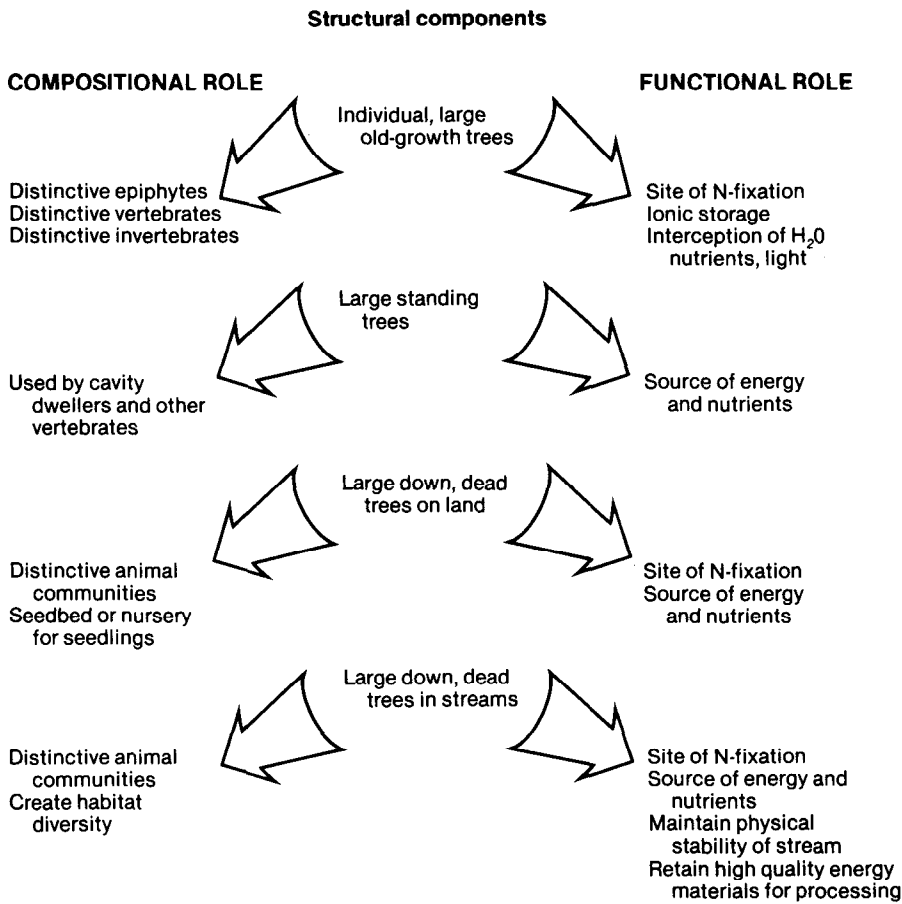 Structural components
COMPOSITIONAL ROLE
FUNCTIONAL ROLE
Individual, large
old-growth trees
Distinctive epiphytes
Distinctive vertebrates
Distinctive invertebrates
Site of N-fixation
Ionic storage
Interception of H₂0
nutrients, light
Large standing
trees
Used by cavity
dwellers and other
vertebrates
Source of energy
and nutrients
Large down, dead
trees on land
Distinctive animal
communities
Seedbed or nursery
for seedlings
Site of N-fixation
Source of energy
and nutrients
Large down, dead
trees in streams
Distinctive animal
communities
Create habitat
diversity
Site of N-fixation
Source of energy and
nutrients
Maintain physical
stability of stream
Retain high quality energy
materials for processing